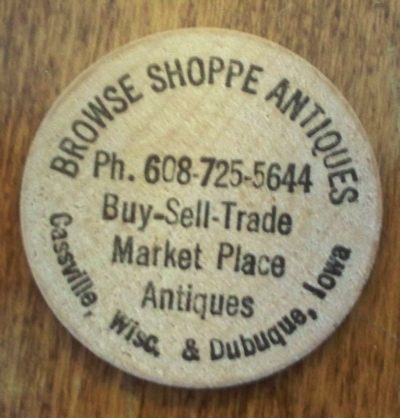 BROWSE SHOPPE ANTIQUES
Ph. 608-725-5644
Buy-Sell-Trade
Market Place
Antiques
Cassville, Wisc. & Dubuque, Iowa